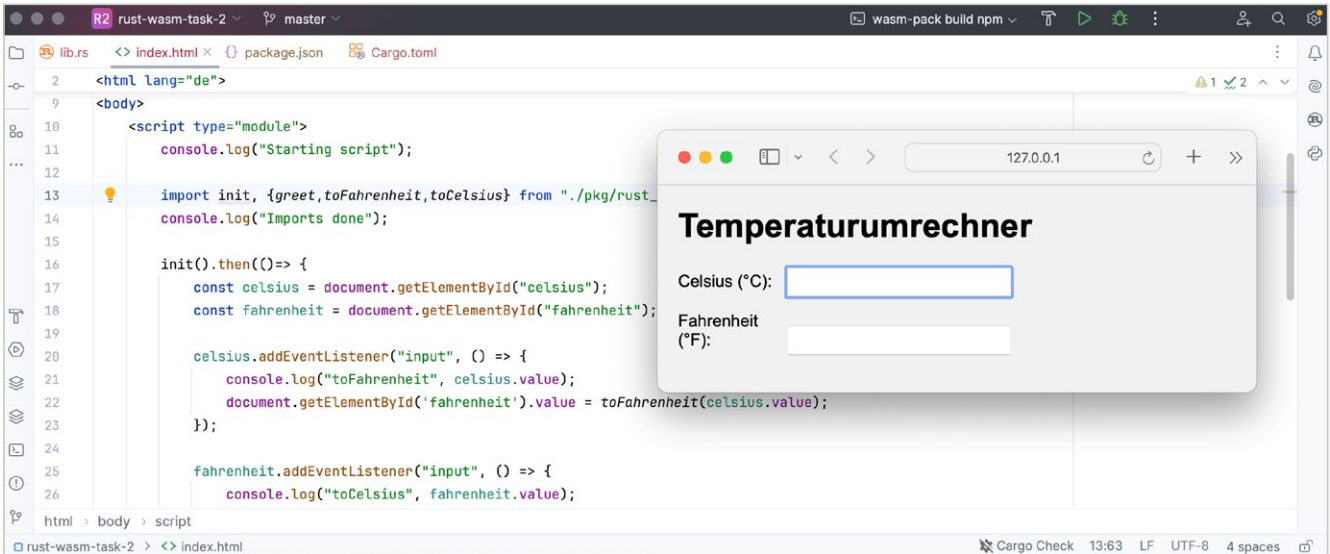 R2 rust-wasm-task-2 master wasm-pack build npm
lib.rs index.html package.json Cargo.toml
2 <html lang="de">
1 2
9 <body>
10 <script type="module">
11 console.log("Starting script");
12
13 import init, {greet,toFahrenheit,toCelsius} from "./pkg/rust_
14 console.log("Imports done");
15
16 init().then(()=> {
17 const celsius = document.getElementById("celsius");
18 const fahrenheit = document.getElementById("fahrenheit");
19
20 celsius.addEventListener("input", () => {
21 console.log("toFahrenheit", celsius.value);
22 document.getElementById('fahrenheit').value = toFahrenheit(celsius.value);
23 });
24
25 fahrenheit.addEventListener("input", () => {
26 console.log("toCelsius", fahrenheit.value);
127.0.0.1
Temperaturumrechner
Celsius (°C):
Fahrenheit
(°F):
html › body › script
rust-wasm-task-2 > <> index.html Cargo Check 13:63 LF UTF-8 4 spaces